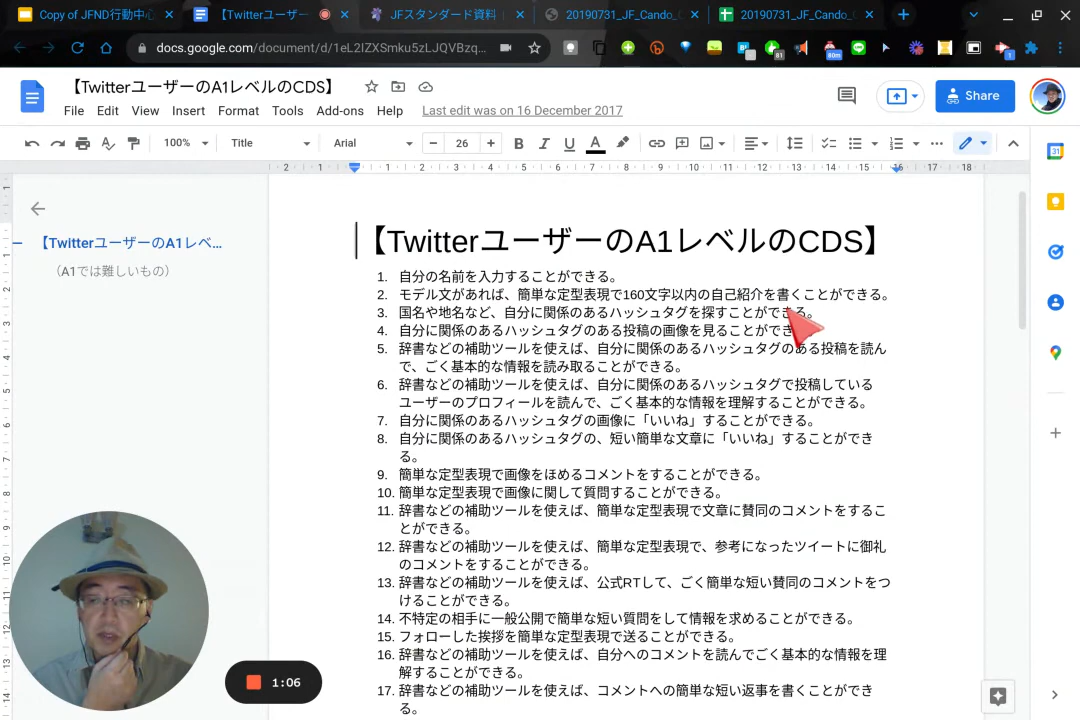 Copy of JFND行動中心
【Twitterユーザー
JFスタンダード資料
20190731_JF_Cando_
20190731_JF_Cando_
docs.google.com/document/d/1eL2IZXSmku5zLJQVBzq...
81
80m
1
【TwitterユーザーのA1レベルのCDS】
File Edit View Insert Format Tools Add-ons Help Last edit was on 16 December 2017
Share
100% Title Arial 26 B I U A
31
2 1 1 2 3 4 5 6 7 8 9 10 11 12 13 14 15 16 17 18
【TwitterユーザーのA1レベ...
（A1では難しいもの）
【TwitterユーザーのA1レベルのCDS】
1. 自分の名前を入力することができる。
2. モデル文があれば、簡単な定型表現で160文字以内の自己紹介を書くことができる。
3. 国名や地名など、自分に関係のあるハッシュタグを探すことができる。
4. 自分に関係のあるハッシュタグのある投稿の画像を見ることができ
5. 辞書などの補助ツールを使えば、自分に関係のあるハッシュタグのある投稿を読ん
で、ごく基本的な情報を読み取ることができる。
6. 辞書などの補助ツールを使えば、自分に関係のあるハッシュタグで投稿している
ユーザーのプロフィールを読んで、ごく基本的な情報を理解することができる。
7. 自分に関係のあるハッシュタグの画像に「いいね」することができる。
8. 自分に関係のあるハッシュタグの、短い簡単な文章に「いいね」することができ
る。
9. 簡単な定型表現で画像をほめるコメントをすることができる。
10. 簡単な定型表現で画像に関して質問することができる。
11. 辞書などの補助ツールを使えば、簡単な定型表現で文章に賛同のコメントをするこ
とができる。
12. 辞書などの補助ツールを使えば、簡単な定型表現で、参考になったツイートに御礼
のコメントをすることができる。
13. 辞書などの補助ツールを使えば、公式RTして、ごく簡単な短い賛同のコメントをつ
けることができる。
14. 不特定の相手に一般公開で簡単な短い質問をして情報を求めることができる。
15. フォローした挨拶を簡単な定型表現で送ることができる。
16. 辞書などの補助ツールを使えば、自分へのコメントを読んでごく基本的な情報を理
解することができる。
17. 辞書などの補助ツールを使えば、コメントへの簡単な短い返事を書くことができ
る。
1:06